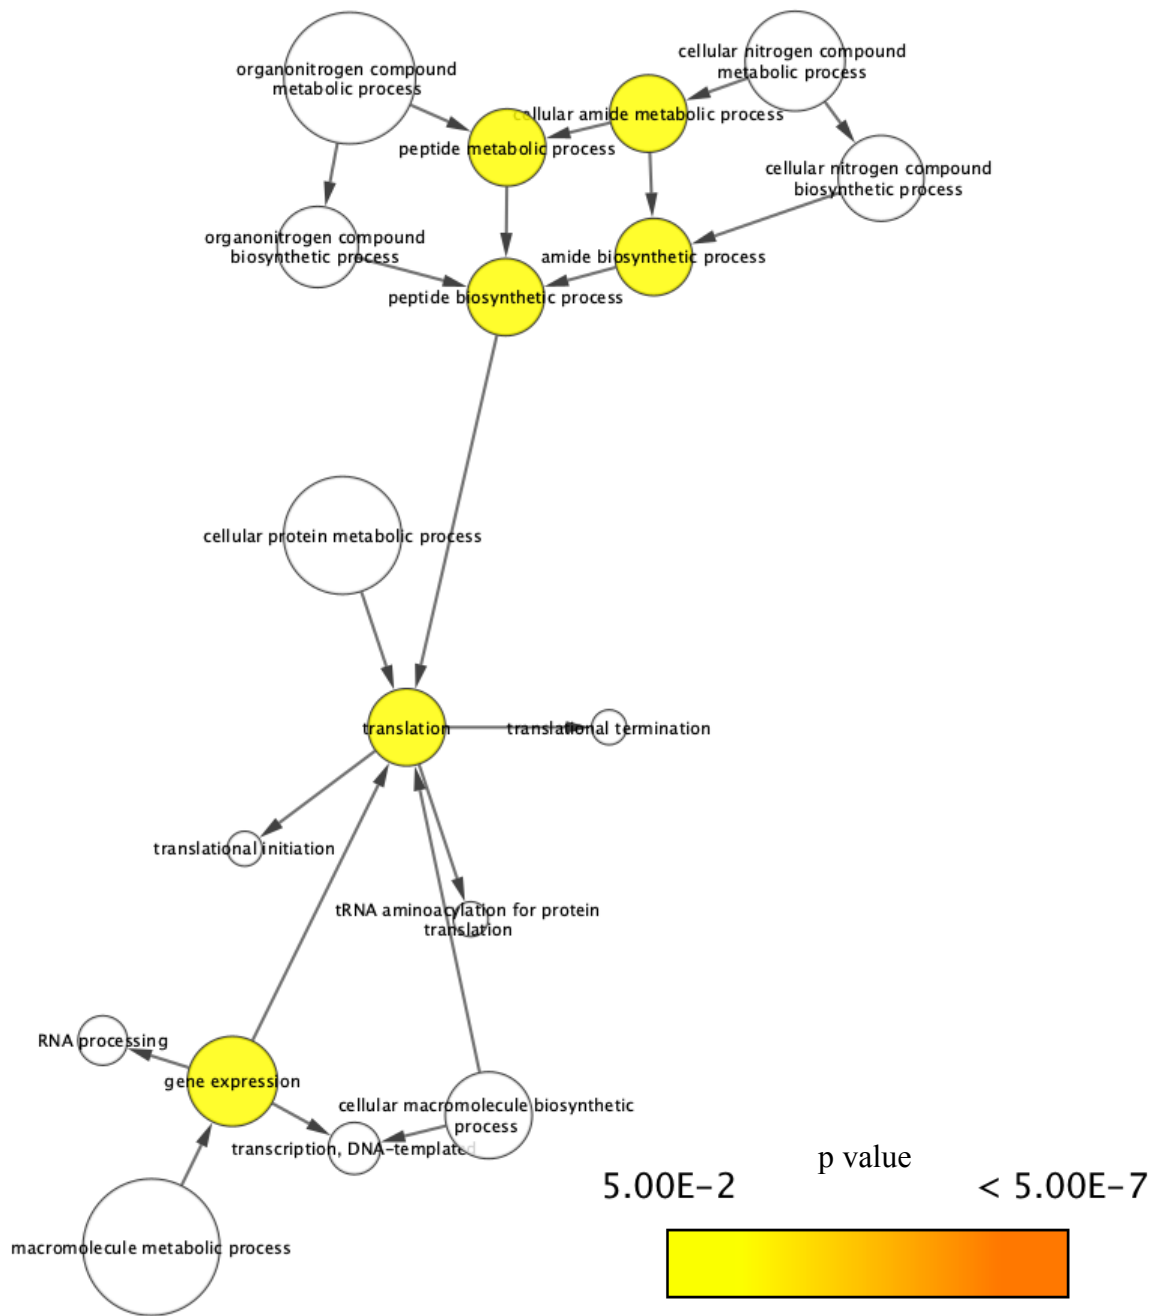 organonitrogen compound
metabolic process
cellular nitrogen compound
metabolic process
cellular amide metabolic process
peptide metabolic process
cellular nitrogen compound
biosynthetic process
organonitrogen compound
biosynthetic process
amide biosynthetic process
peptide biosynthetic process
cellular protein metabolic process
translation
translational termination
translational initiation
tRNA aminoacylation for protein
translation
RNA processing
gene expression
cellular macromolecule biosynthetic
process
transcription, DNA-templated
macromolecule metabolic process
p value
5.00E-2
< 5.00E-7